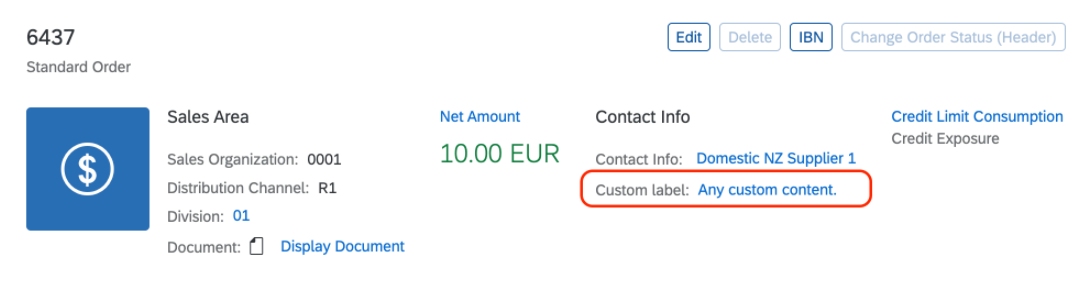 6437
Standard Order
Edit
Delete
IBN
Change Order Status (Header)
$
Sales Area
Sales Organization: 0001
Distribution Channel: R1
Division: 01
Document: Display Document
Net Amount
10.00 EUR
Contact Info
Contact Info: Domestic NZ Supplier 1
Custom label: Any custom content.
Credit Limit Consumption
Credit Exposure